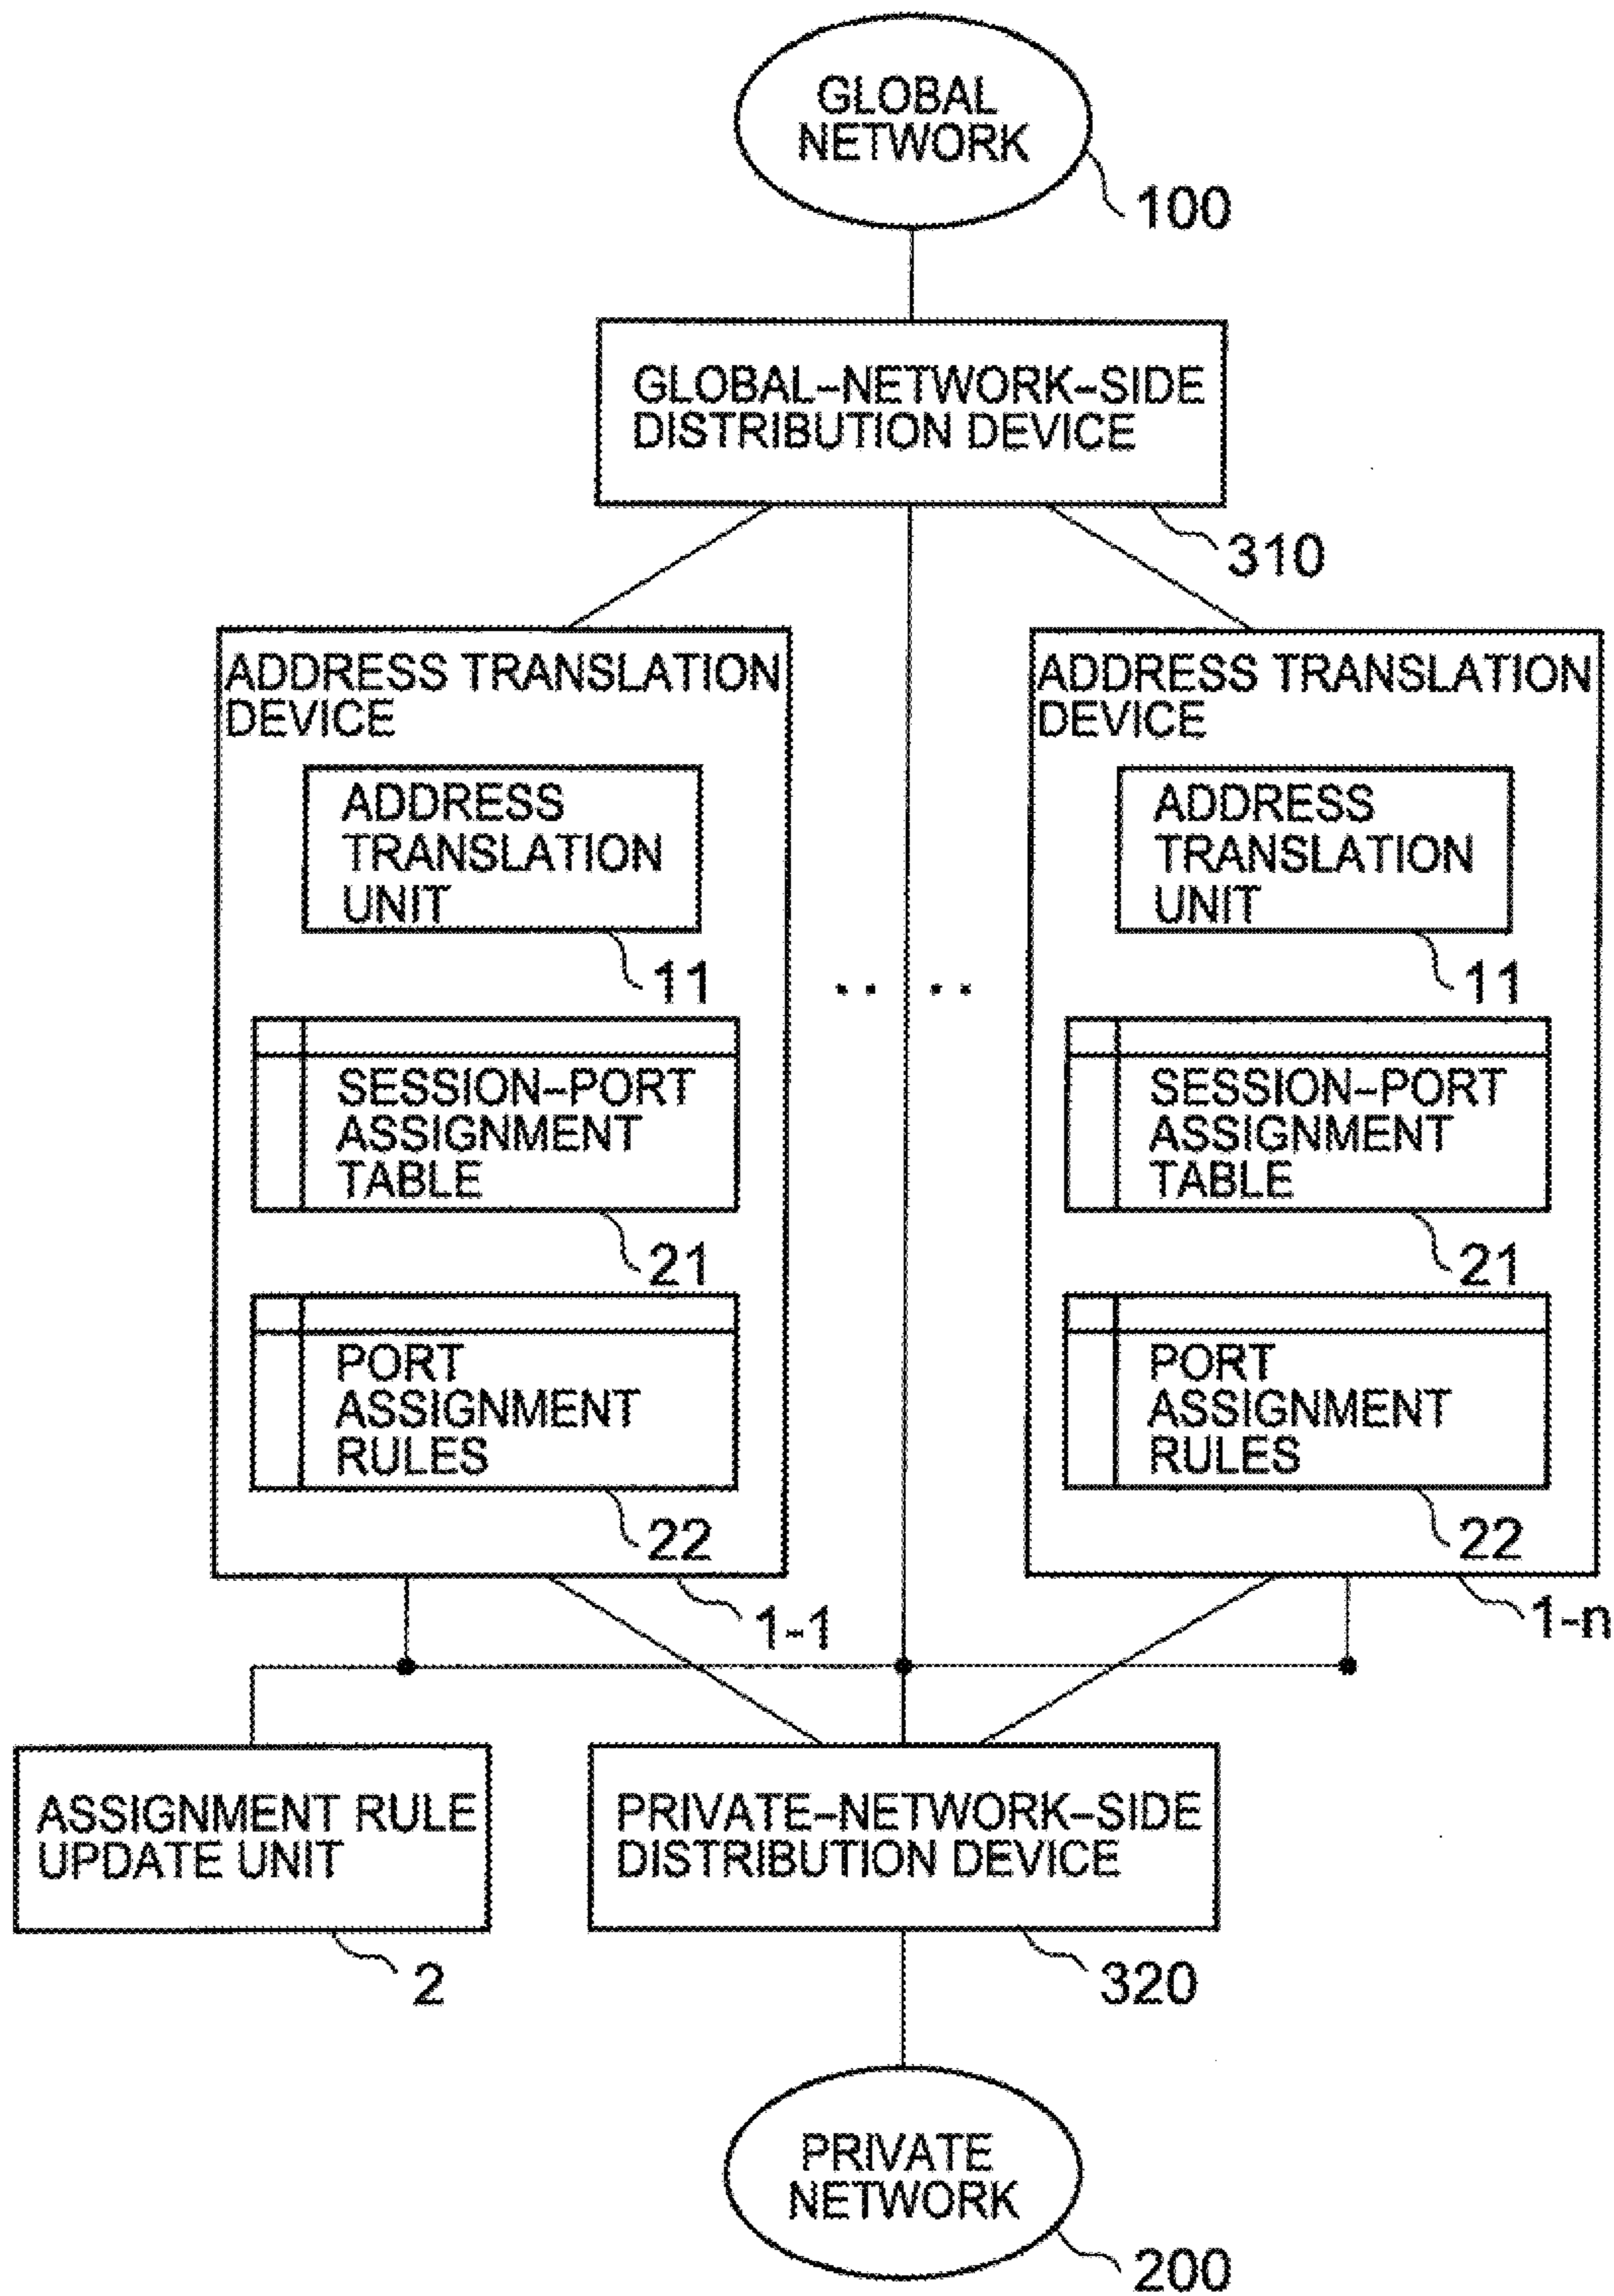 GLOBAL
NETWORK
100
GLOBAL-NETWORK-SIDE
DISTRIBUTION DEVICE
310
ADDRESS TRANSLATION
DEVICE
ADDRESS
TRANSLATION
UNIT
11
SESSION-PORT
ASSIGNMENT
TABLE
21
PORT
ASSIGNMENT
RULES
22
1-1
ADDRESS TRANSLATION
DEVICE
ADDRESS
TRANSLATION
UNIT
11
SESSION-PORT
ASSIGNMENT
TABLE
21
PORT
ASSIGNMENT
RULES
22
1-n
ASSIGNMENT RULE
UPDATE UNIT
2
PRIVATE-NETWORK-SIDE
DISTRIBUTION DEVICE
320
PRIVATE
NETWORK
200